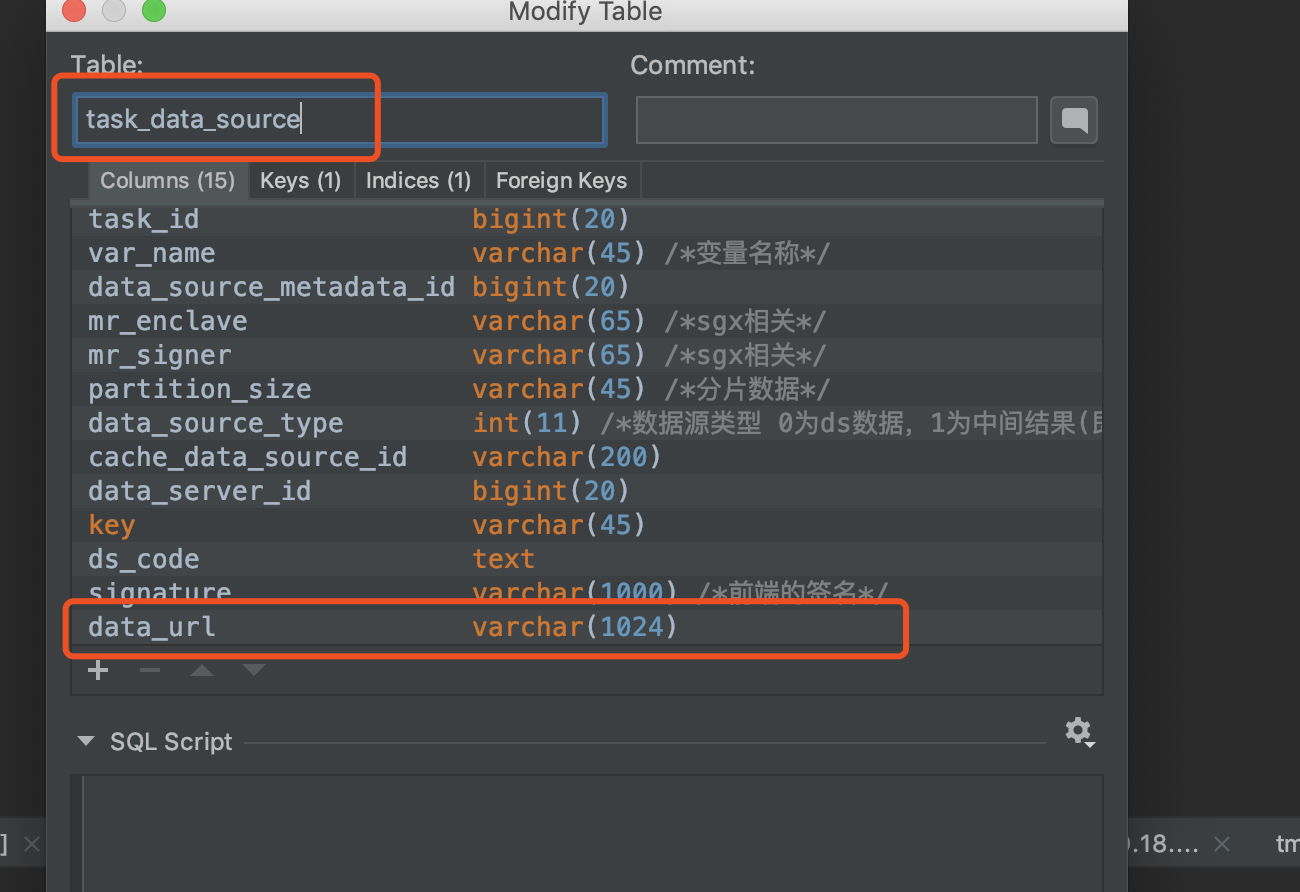 Modify Table
Table:
Comment:
task_data_source
Columns (15)
Keys (1)
Indices (1)
Foreign Keys
task_id bigint(20)
var_name varchar(45) /*变量名称*/
data_source_metadata_id bigint(20)
mr_enclave varchar(65) /*sgx相关*/
mr_signer varchar(65) /*sgx相关*/
partition_size varchar(45) /*分片数据*/
data_source_type int(11) /*数据源类型 0为ds数据，1为中间结果(
cache_data_source_id varchar(200)
data_server_id bigint(20)
key varchar(45)
ds_code text
signature varchar(1000) /*前端的签名*/
data_url varchar(1024)
SQL Script
]
.18....
tm